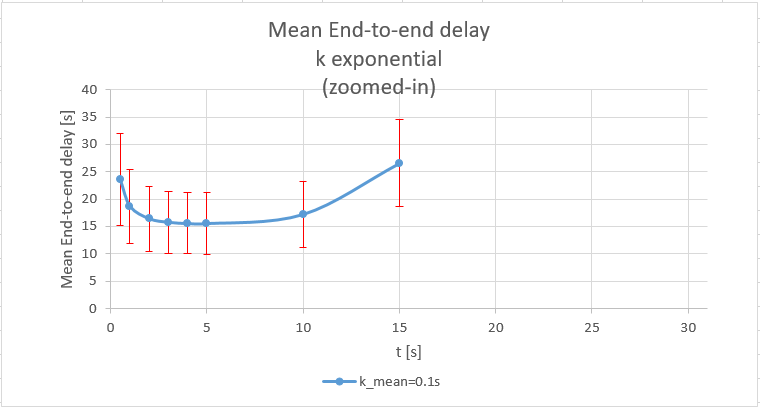 Mean End-to-end delay
k exponential
(zoomed-in)
Mean End-to-end delay [s]
40
35
30
25
20
15
10
5
0
0 5 10 15 20 25 30
t [s]
k_mean=0.1s